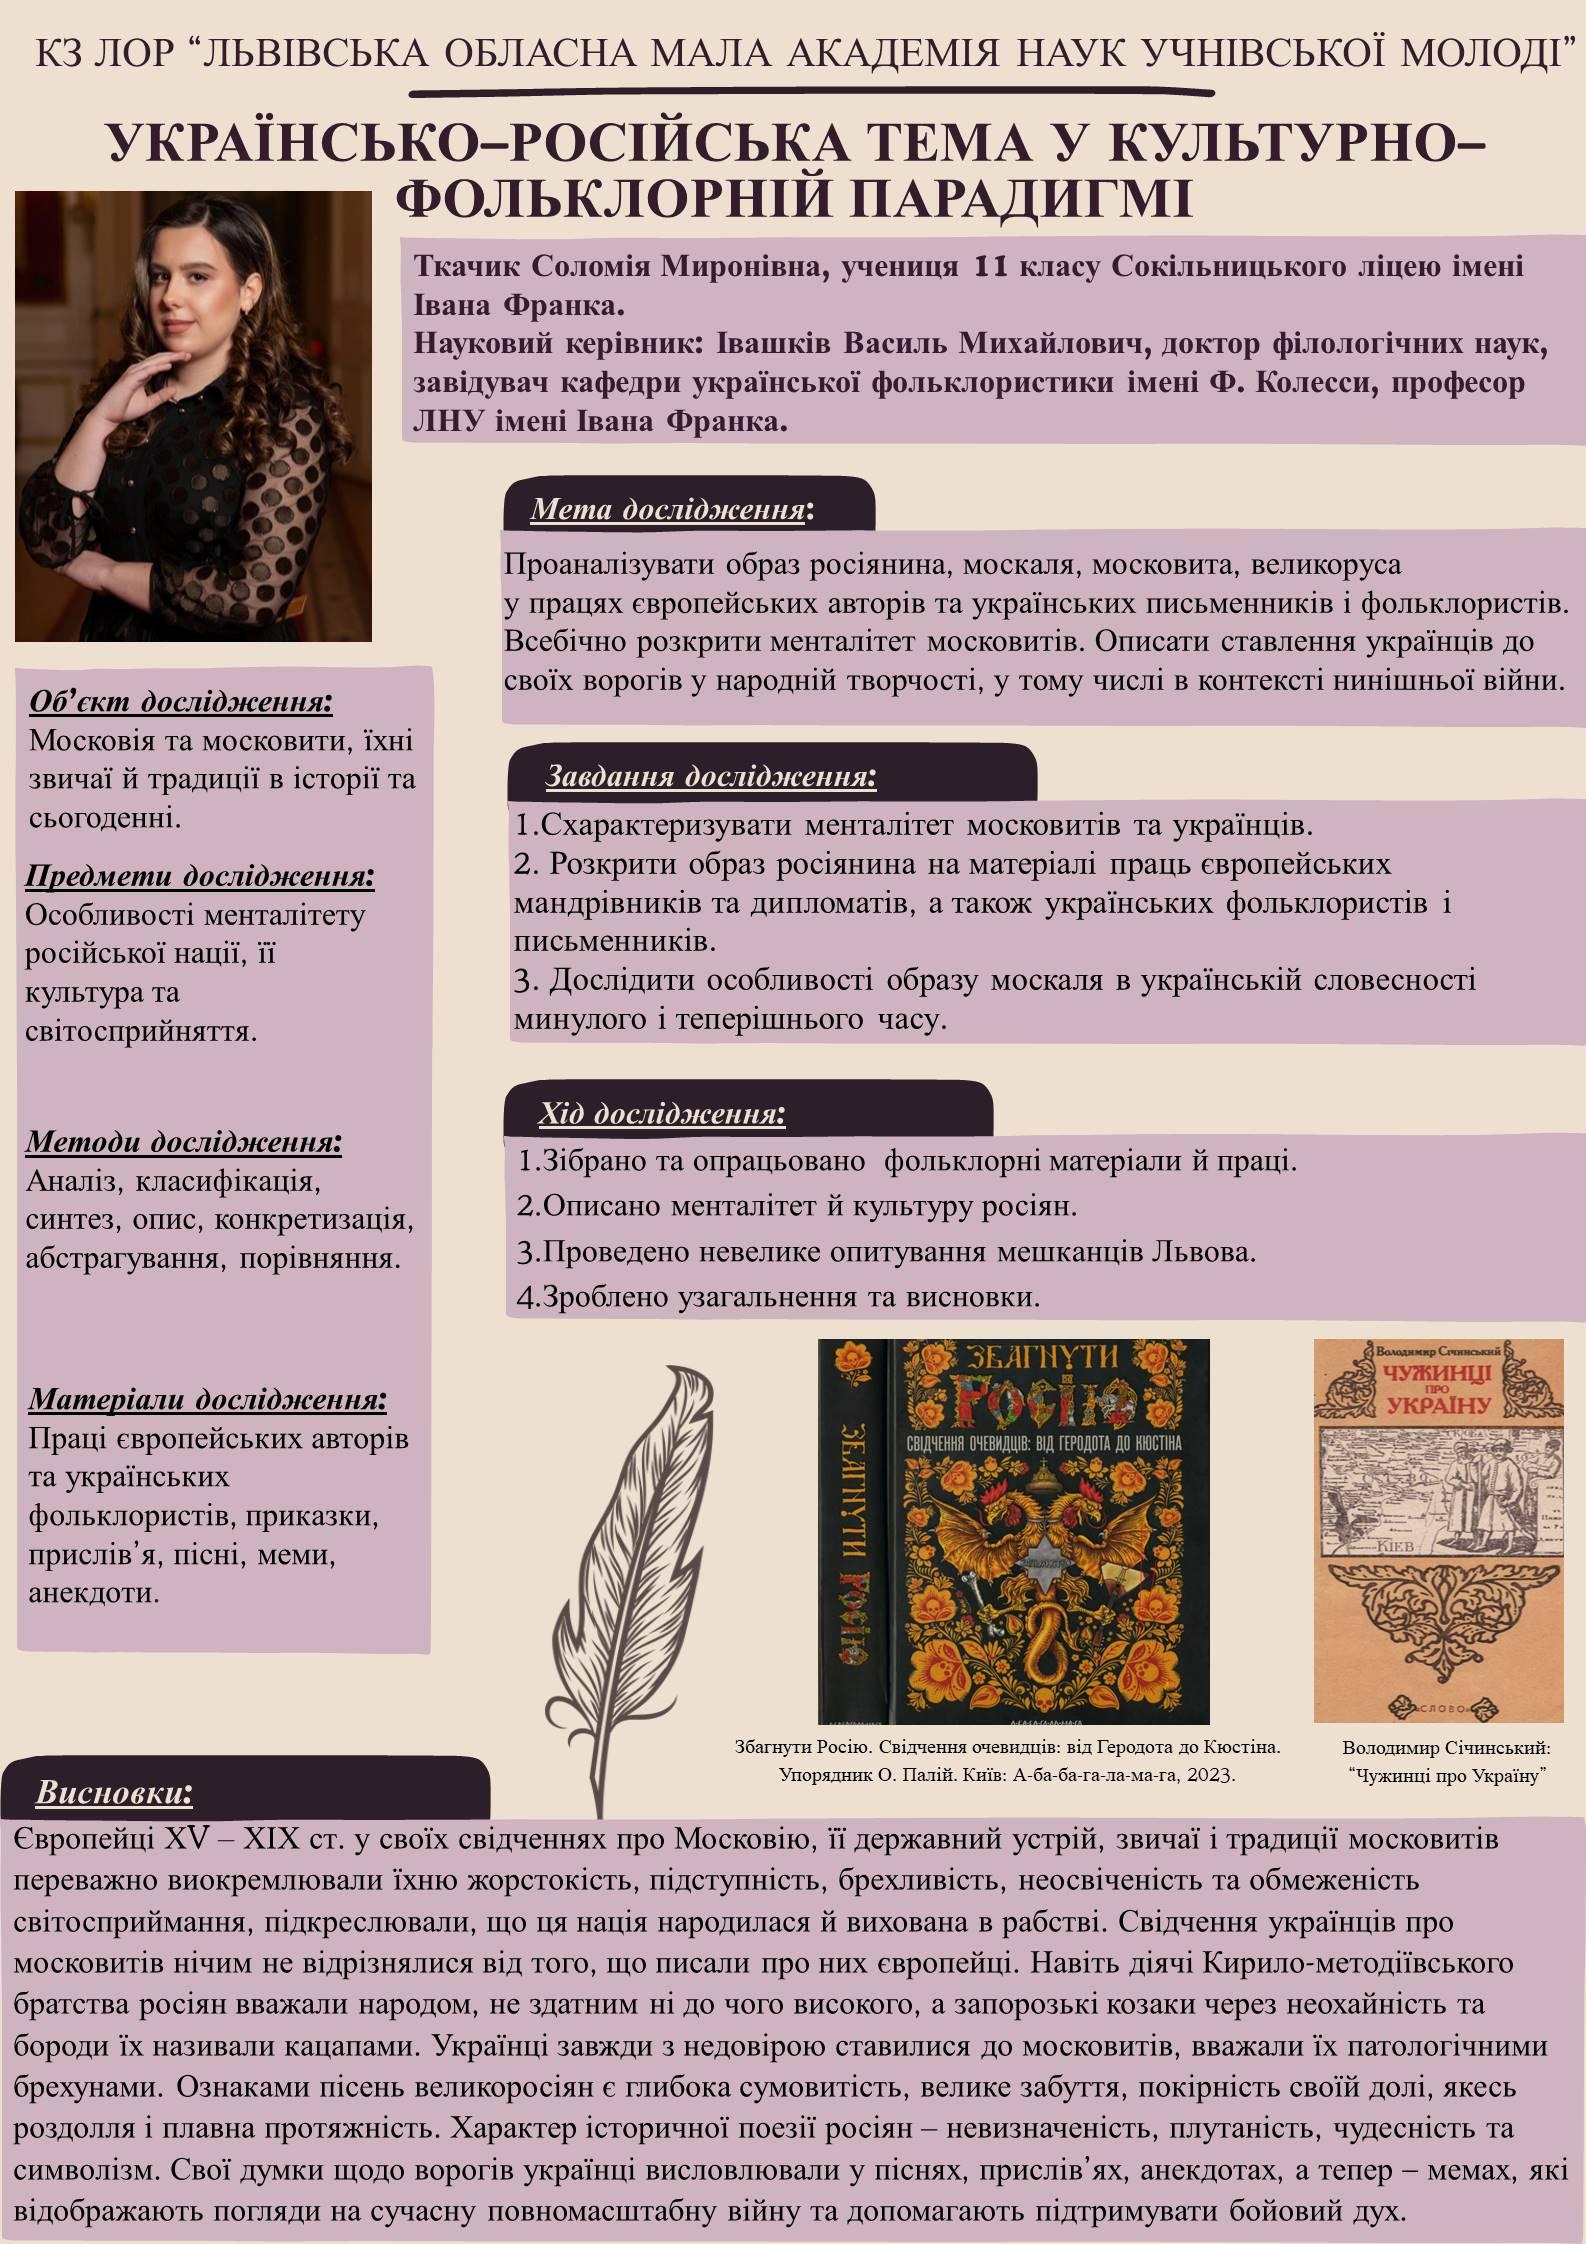 КЗ ЛОР “ЛЬВІВСЬКА ОБЛАСНА МАЛА АКАДЕМІЯ НАУК УЧНІВСЬКОЇ МОЛОДІ”
УКРАЇНСЬКО–РОСІЙСЬКА ТЕМА У КУЛЬТУРНО–
ФОЛЬКЛОРНІЙ ПАРАДИГМІ
Ткачик Соломія Миронівна, учениця 11 класу Сокільницького ліцею імені
Івана Франка.
Науковий керівник: Івашків Василь Михайлович, доктор філологічних наук,
завідувач кафедри української фольклористики імені Ф. Колесси, професор
ЛНУ імені Івана Франка.
Мета дослідження:
Проаналізувати образ росіянина, москаля, московита, великоруса
у працях європейських авторів та українських письменників і фольклористів.
Всебічно розкрити менталітет московитів. Описати ставлення українців до
своїх ворогів у народній творчості, у тому числі в контексті нинішньої війни.
Об’єкт дослідження:
Московія та московити, їхні
звичаї й традиції в історії та
сьогоденні.
Предмети дослідження:
Особливості менталітету
російської нації, її
культура та
світосприйняття.
Методи дослідження:
Аналіз, класифікація,
синтез, опис, конкретизація,
абстрагування, порівняння.
Матеріали дослідження:
Праці європейських авторів
та українських
фольклористів, приказки,
прислів’я, пісні, меми,
анекдоти.
Завдання дослідження:
1.Схарактеризувати менталітет московитів та українців.
2. Розкрити образ росіянина на матеріалі праць європейських
мандрівників та дипломатів, а також українських фольклористів і
письменників.
3. Дослідити особливості образу москаля в українській словесності
минулого і теперішнього часу.
Хід дослідження:
1.Зібрано та опрацьовано фольклорні матеріали й праці.
2.Описано менталітет й культуру росіян.
3.Проведено невелике опитування мешканців Львова.
4.Зроблено узагальнення та висновки.
ЗБАГНУТИ РОСІЮ
ЗБАГНУТИ
РОСІЮ
СВІДЧЕННЯ ОЧЕВИДЦІВ: ВІД ГЕРОДОТА ДО КЮСТІНА
А-БА-БА-ГА-ЛА-МА-ГА
Володимир Січинський
ЧУЖИНЦІ
ПРО
УКРАЇНУ
КІЕВ
СЛОВО
Збагнути Росію. Свідчення очевидців: від Геродота до Кюстіна.
Упорядник О. Палій. Київ: А-ба-ба-га-ла-ма-га, 2023.
Володимир Січинський:
“Чужинці про Україну”
Висновки:
Європейці XV – XIX ст. у своїх свідченнях про Московію, її державний устрій, звичаї і традиції московитів
переважно виокремлювали їхню жорстокість, підступність, брехливість, неосвіченість та обмеженість
світосприймання, підкреслювали, що ця нація народилася й вихована в рабстві. Свідчення українців про
московитів нічим не відрізнялися від того, що писали про них європейці. Навіть діячі Кирило-методіївського
братства росіян вважали народом, не здатним ні до чого високого, а запорозькі козаки через неохайність та
бороди їх називали кацапами. Українці завжди з недовірою ставилися до московитів, вважали їх патологічними
брехунами. Ознаками пісень великоросіян є глибока сумовитість, велике забуття, покірність своїй долі, якесь
роздолля і плавна протяжність. Характер історичної поезії росіян – невизначеність, плутаність, чудесність та
символізм. Свої думки щодо ворогів українці висловлювали у піснях, прислів’ях, анекдотах, а тепер – мемах, які
відображають погляди на сучасну повномасштабну війну та допомагають підтримувати бойовий дух.